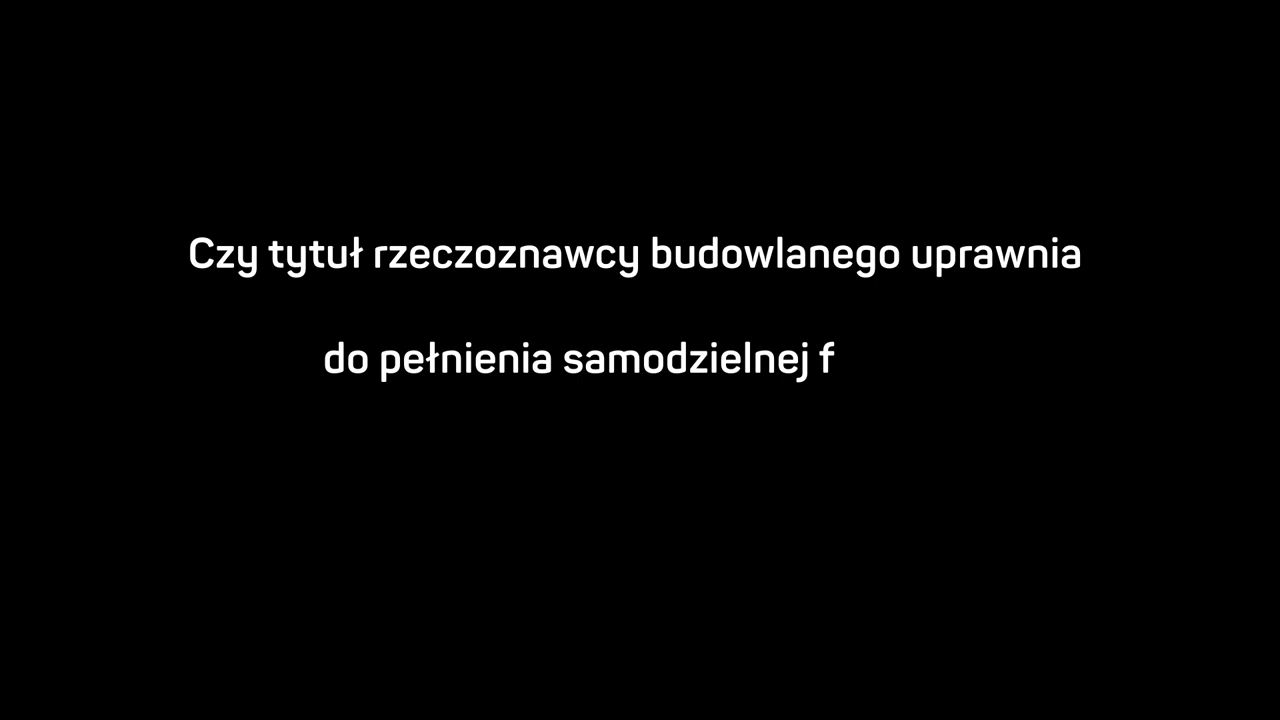 Czy tytuł rzeczoznawcy budowlanego uprawnia
do pełnienia samodzielnej f